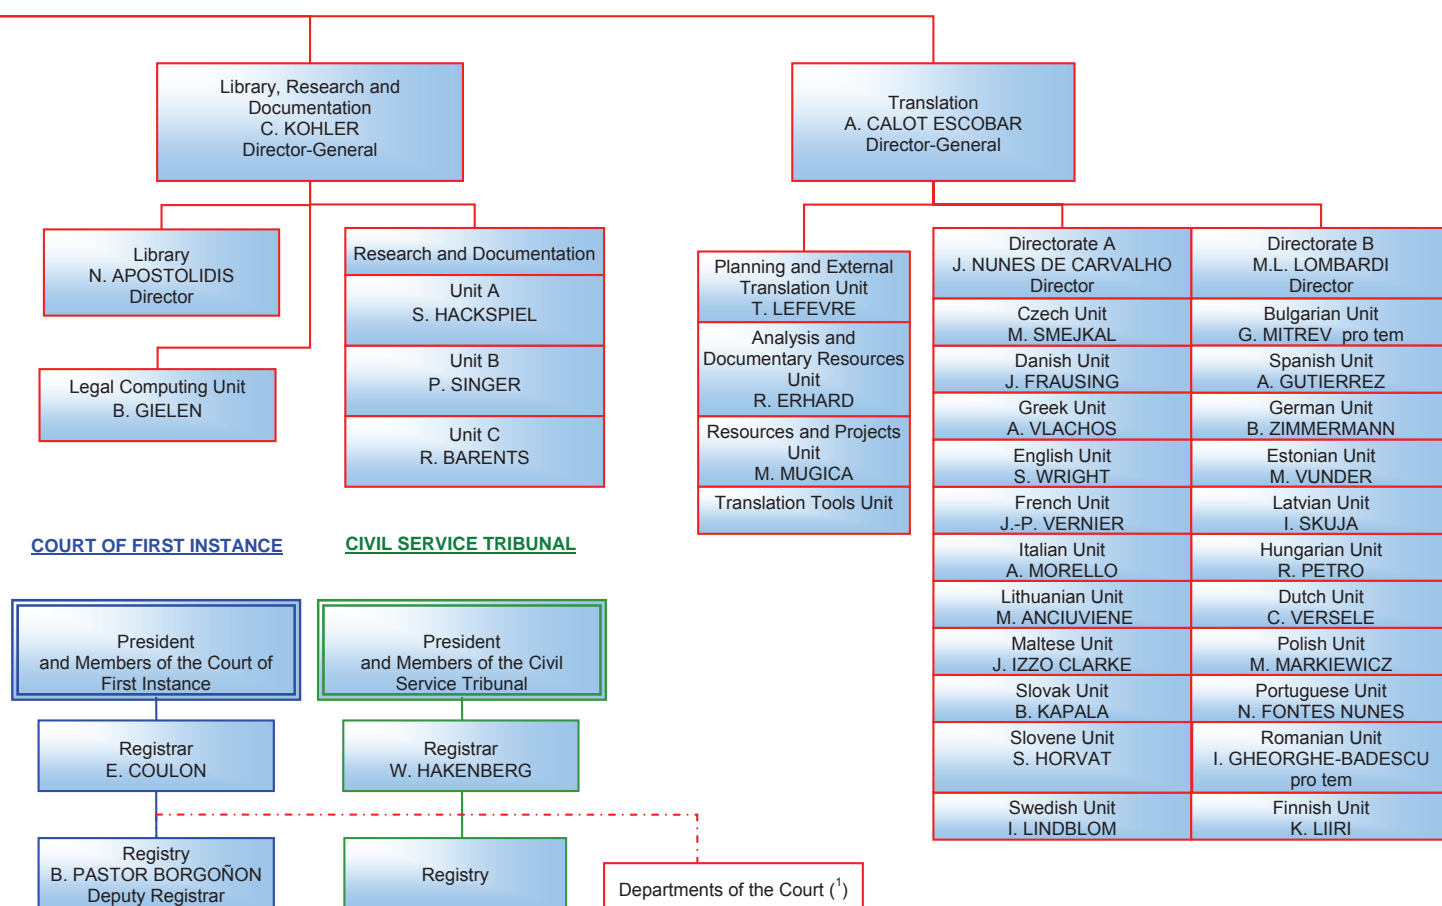 Library, Research and
Documentation
C. KOHLER
Director-General
Translation
A. CALOT ESCOBAR
Director-General
Library
N. APOSTOLIDIS
Director
Legal Computing Unit
B. GIELEN
Research and Documentation
Unit A
S. HACKSPIEL
Unit B
P. SINGER
Unit C
R. BARENTS
Planning and External
Translation Unit
T. LEFEVRE
Analysis and
Documentary Resources
Unit
R. ERHARD
Resources and Projects
Unit
M. MUGICA
Translation Tools Unit
Directorate A
J. NUNES DE CARVALHO
Director
Czech Unit
M. SMEJKAL
Danish Unit
J. FRAUSING
Greek Unit
A. VLACHOS
English Unit
S. WRIGHT
French Unit
J.-P. VERNIER
Italian Unit
A. MORELLO
Lithuanian Unit
M. ANCIUVIENE
Maltese Unit
J. IZZO CLARKE
Slovak Unit
B. KAPALA
Slovene Unit
S. HORVAT
Swedish Unit
I. LINDBLOM
Directorate B
M.L. LOMBARDI
Director
Bulgarian Unit
G. MITREV pro tem
Spanish Unit
A. GUTIERREZ
German Unit
B. ZIMMERMANN
Estonian Unit
M. VUNDER
Latvian Unit
I. SKUJA
Hungarian Unit
R. PETRO
Dutch Unit
C. VERSELE
Polish Unit
M. MARKIEWICZ
Portuguese Unit
N. FONTES NUNES
Romanian Unit
I. GHEORGHE-BADESCU
pro tem
Finnish Unit
K. LIIRI
COURT OF FIRST INSTANCE
President
and Members of the Court of
First Instance
Registrar
E. COULON
Registry
B. PASTOR BORGOÑON
Deputy Registrar
CIVIL SERVICE TRIBUNAL
President
and Members of the Civil
Service Tribunal
Registrar
W. HAKENBERG
Registry
Departments of the Court (¹)